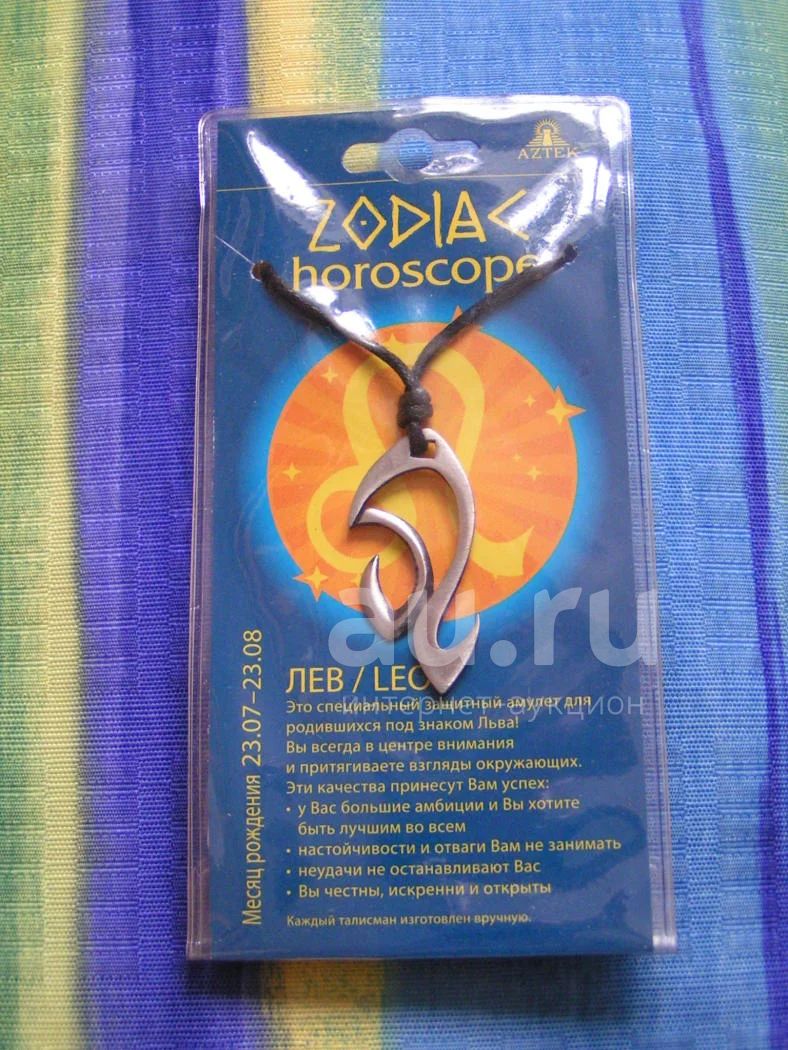 AZTEK
ZODIAC
horoscope
Месяц рождения 23.07–23.08
ЛЕВ / LEO
Это специальный защитный амулет для
родившихся под знаком Льва!
Вы всегда в центре внимания
и притягиваете взгляды окружающих.
Эти качества принесут Вам успех:
• у Вас большие амбиции и Вы хотите
быть лучшим во всем
• настойчивости и отваги Вам не занимать
• неудачи не останавливают Вас
• Вы честны, искренни и открыты
Каждый талисман изготовлен вручную.
au.ru
интернет-аукцион